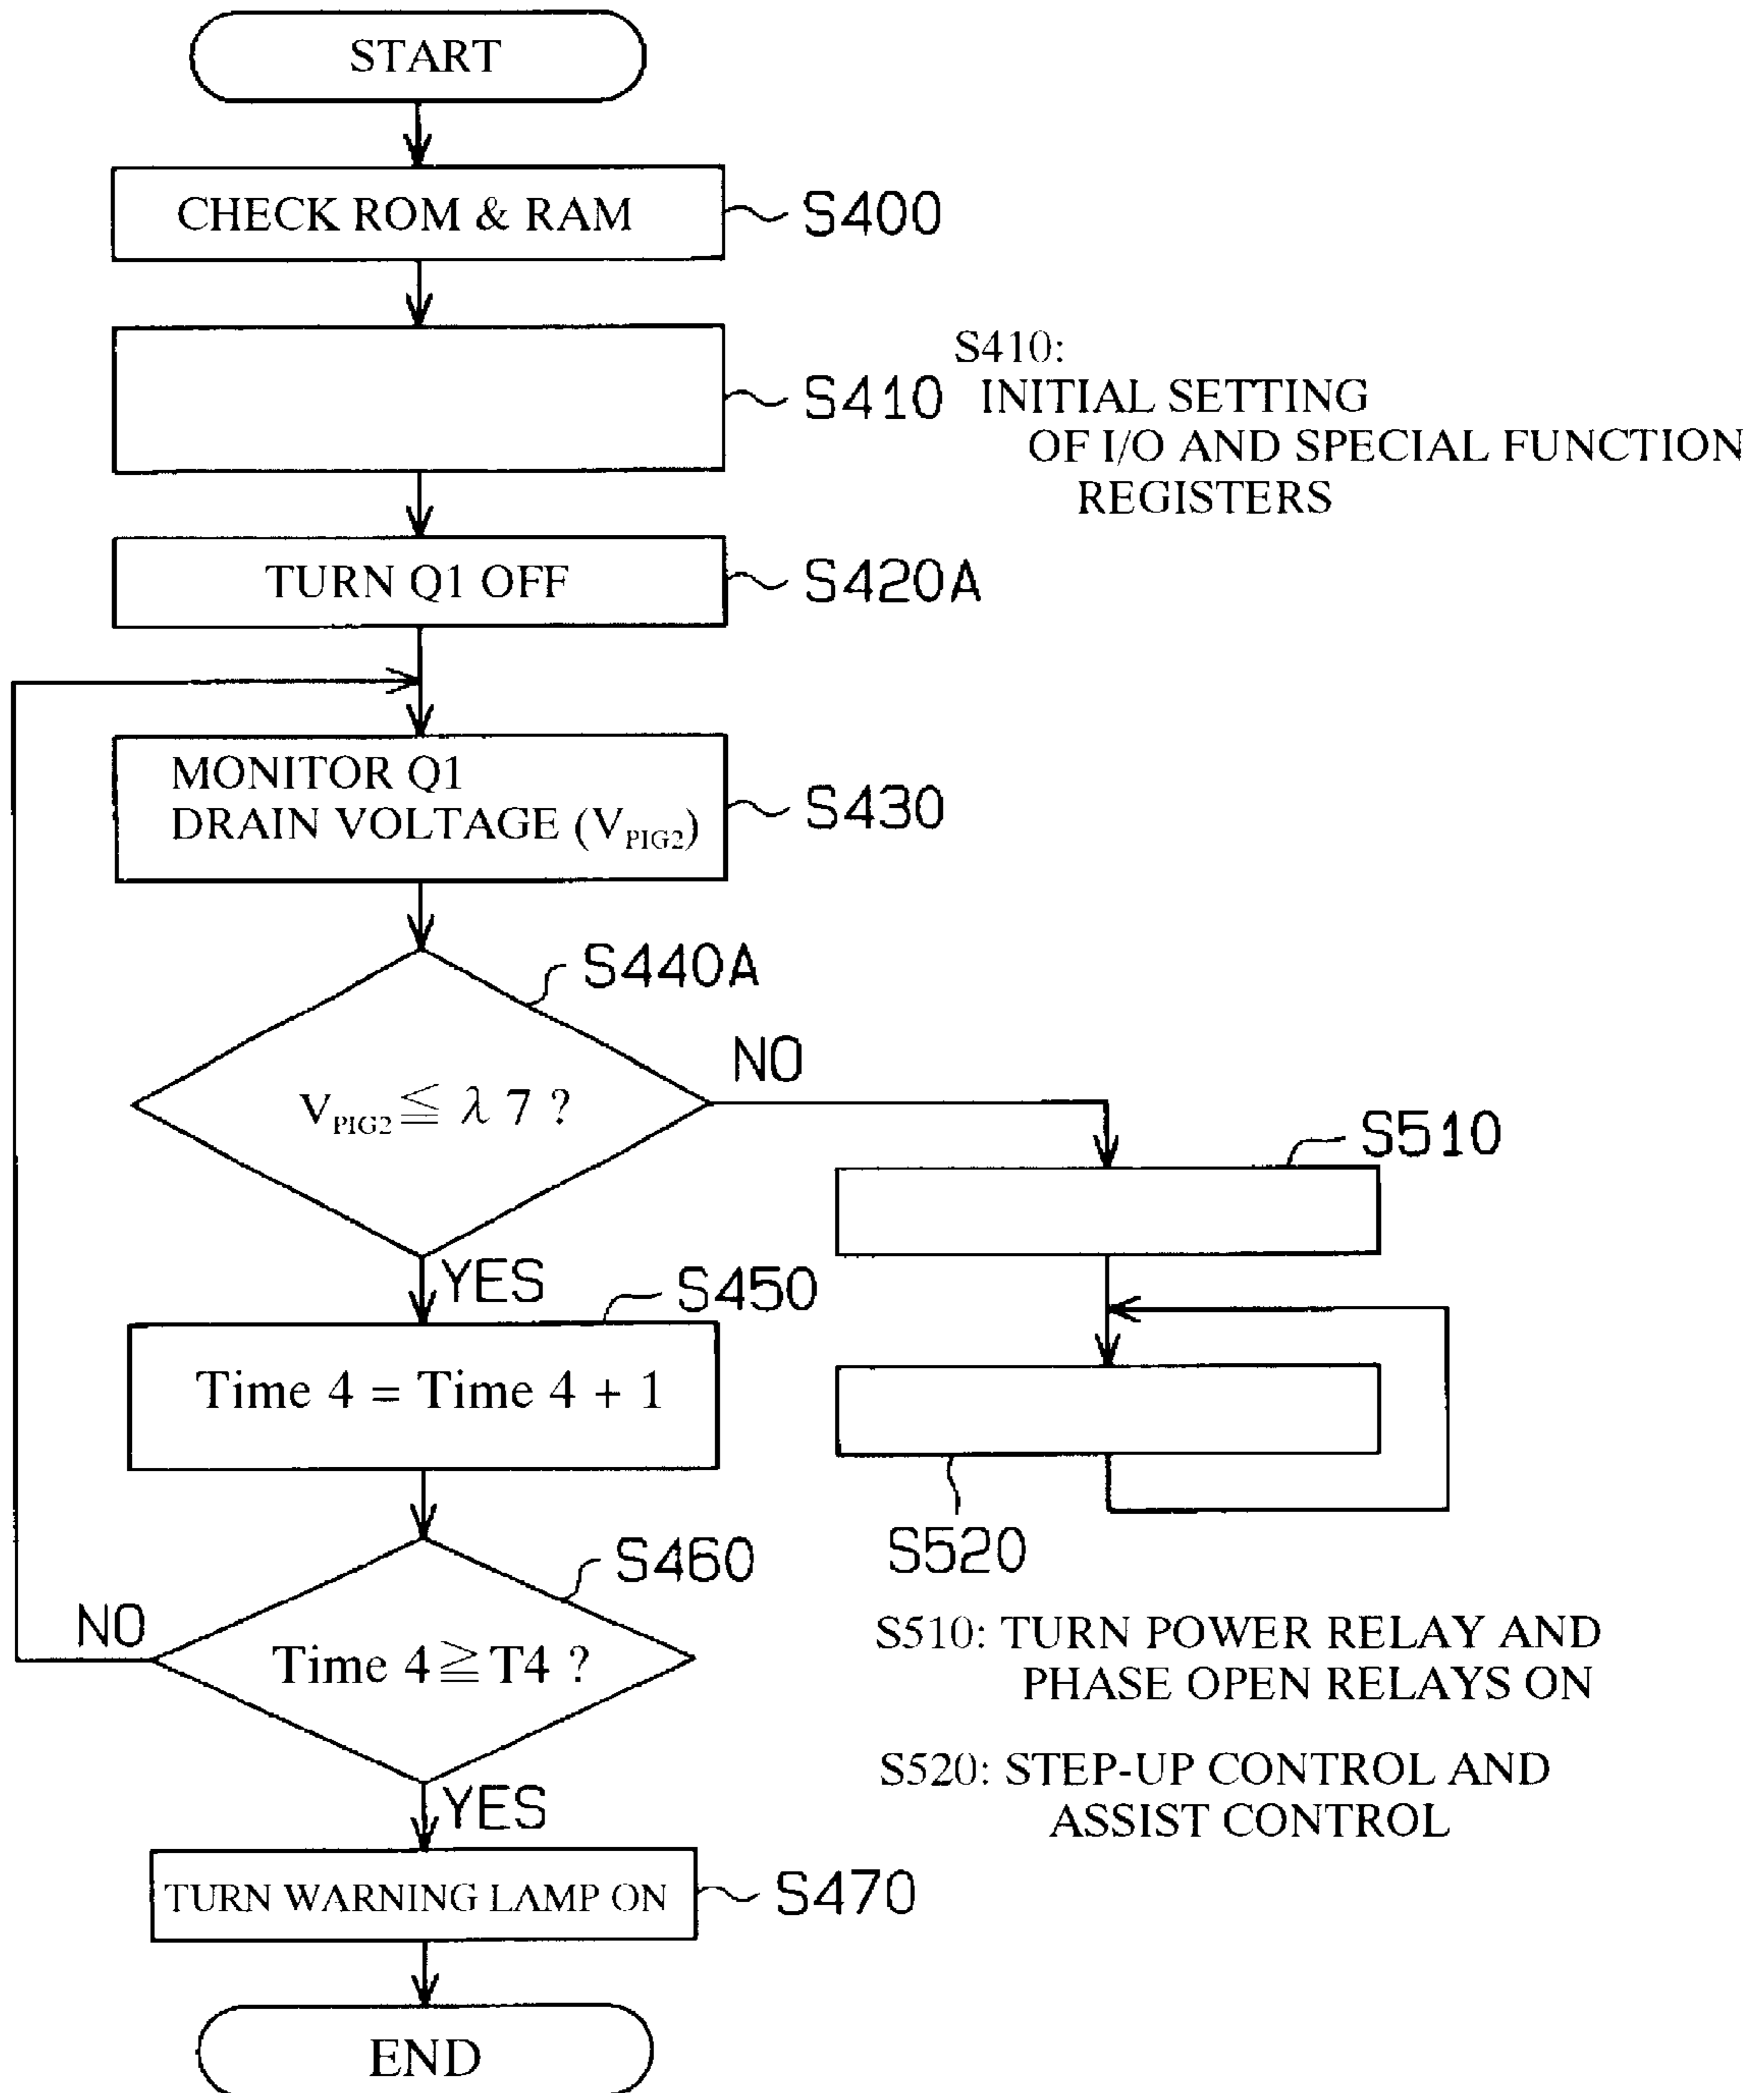 START
CHECK ROM & RAM
S400
S410
S410:
INITIAL SETTING
OF I/O AND SPECIAL FUNCTION
REGISTERS
TURN Q1 OFF
S420A
MONITOR Q1
DRAIN VOLTAGE (VPIG2)
S430
S440A
VPIG2 ≦ λ 7 ?
NO
S510
YES
S450
Time 4 = Time 4 + 1
S520
S460
NO
Time 4 ≧ T4 ?
S510: TURN POWER RELAY AND
PHASE OPEN RELAYS ON
S520: STEP-UP CONTROL AND
ASSIST CONTROL
YES
TURN WARNING LAMP ON
S470
END